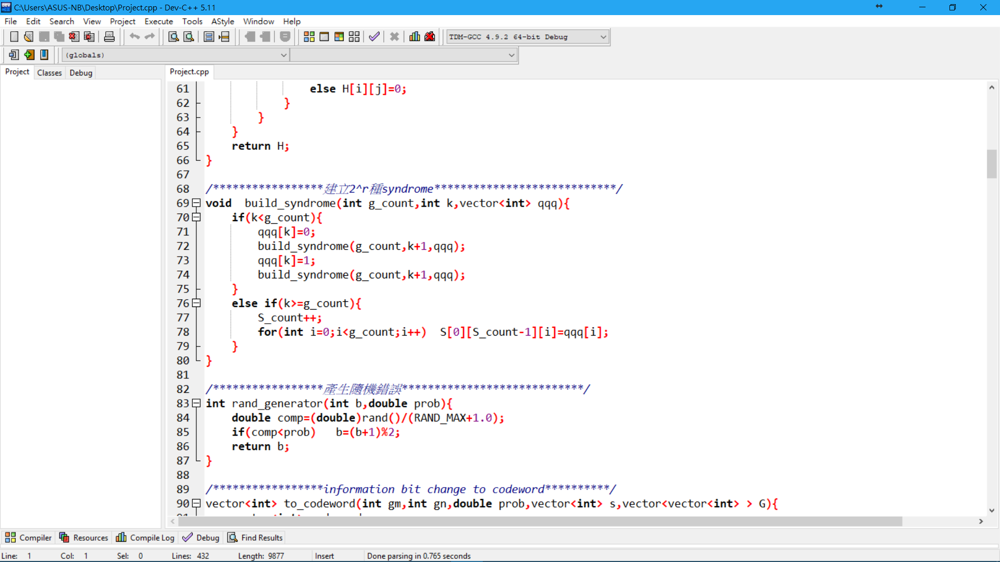 C:\Users\ASUS-NB\Desktop\Project.cpp - Dev-C++ 5.11
File Edit Search View Project Execute Tools AStyle Window Help
TDM-GCC 4.9.2 64-bit Debug
(globals)
Project Classes Debug
Project.cpp
61 else H[i][j]=0;
62 }
63 }
64 }
65 return H;
66 }
67
68 /*****************建立2^r種syndrome****************************/
69 void  build_syndrome(int g_count,int k,vector<int> qqq){
70 if(k<g_count){
71 qqq[k]=0;
72 build_syndrome(g_count,k+1,qqq);
73 qqq[k]=1;
74 build_syndrome(g_count,k+1,qqq);
75 }
76 else if(k>=g_count){
77 S_count++;
78 for(int i=0;i<g_count;i++)  S[0][S_count-1][i]=qqq[i];
79 }
80 }
81
82 /*****************產生隨機錯誤****************************/
83 int rand_generator(int b,double prob){
84 double comp=(double)rand()/(RAND_MAX+1.0);
85 if(comp<prob)   b=(b+1)%2;
86 return b;
87 }
88
89 /*****************information bit change to codeword**********/
90 vector<int> to_codeword(int gm,int gn,double prob,vector<int> s,vector<vector<int> > G){
Compiler Resources Compile Log Debug Find Results
Line: 1 Col: 1 Sel: 0 Lines: 432 Length: 9877 Insert Done parsing in 0.765 seconds